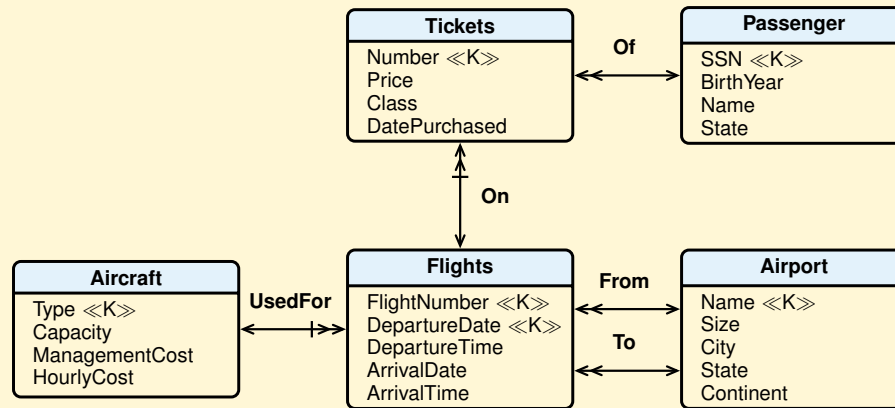 Tickets
Number ≪K≫
Price
Class
DatePurchased
Of
Passenger
SSN ≪K≫
BirthYear
Name
State
On
Aircraft
Type ≪K≫
Capacity
ManagementCost
HourlyCost
UsedFor
Flights
FlightNumber ≪K≫
DepartureDate ≪K≫
DepartureTime
ArrivalDate
ArrivalTime
From
To
Airport
Name ≪K≫
Size
City
State
Continent